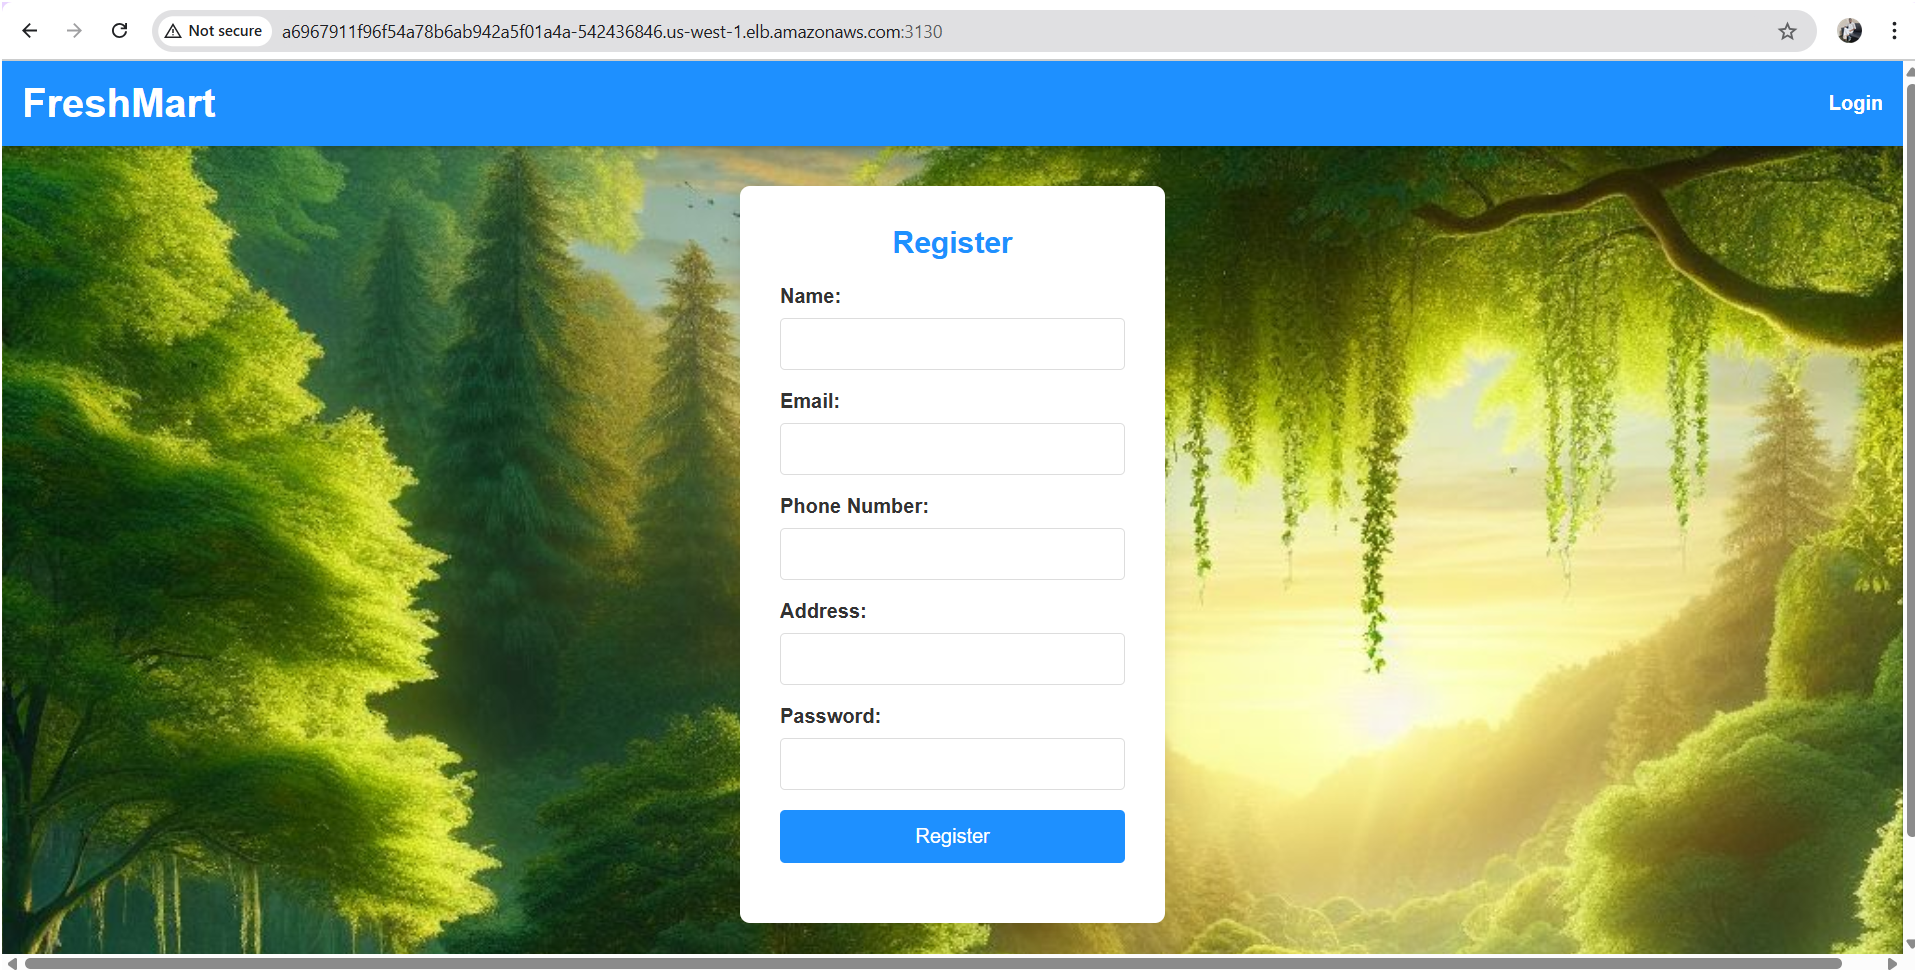 Not secure a6967911f96f54a78b6ab942a5f01a4a-542436846.us-west-1.elb.amazonaws.com:3130
FreshMart
Login
Register
Name:
Email:
Phone Number:
Address:
Password:
Register